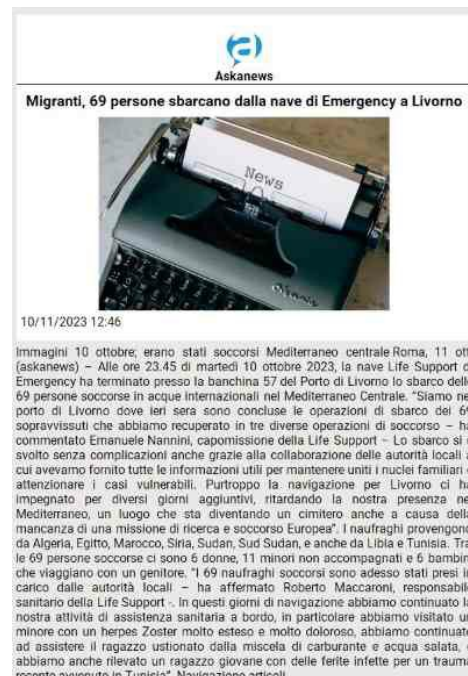 a
Askanews
Migranti, 69 persone sbarcano dalla nave di Emergency a Livorno
News
Olympia
10/11/2023 12:46
Immagini 10 ottobre; erano stati soccorsi Mediterraneo centrale Roma, 11 ott
(askanews) – Alle ore 23.45 di martedì 10 ottobre 2023, la nave Life Support d
Emergency ha terminato presso la banchina 57 del Porto di Livorno lo sbarco dell
69 persone soccorse in acque internazionali nel Mediterraneo Centrale. "Siamo ne
porto di Livorno dove ieri sera sono concluse le operazioni di sbarco dei 6
sopravvissuti che abbiamo recuperato in tre diverse operazioni di soccorso – ha
commentato Emanuele Nannini, capomissione della Life Support – Lo sbarco si
svolto senza complicazioni anche grazie alla collaborazione delle autorità locali a
cui avevamo fornito tutte le informazioni utili per mantenere uniti i nuclei familiari e
attenzionare i casi vulnerabili. Purtroppo la navigazione per Livorno ci ha
impegnato per diversi giorni aggiuntivi, ritardando la nostra presenza ne
Mediterraneo, un luogo che sta diventando un cimitero anche a causa della
mancanza di una missione di ricerca e soccorso Europea". I naufraghi provengono
da Algeria, Egitto, Marocco, Siria, Sudan, Sud Sudan, e anche da Libia e Tunisia. Tra
le 69 persone soccorse ci sono 6 donne, 11 minori non accompagnati e 6 bambin
che viaggiano con un genitore. "I 69 naufraghi soccorsi sono adesso stati presi in
carico dalle autorità locali – ha affermato Roberto Maccaroni, responsabile
sanitario della Life Support -. In questi giorni di navigazione abbiamo continuato la
nostra attività di assistenza sanitaria a bordo, in particolare abbiamo visitato un
minore con un herpes Zoster molto esteso e molto doloroso, abbiamo continuato
ad assistere il ragazzo ustionato dalla miscela di carburante e acqua salata, e
abbiamo anche rilevato un ragazzo giovane con delle ferite infette per un trauma
recente avvenuto in Tunisia". Navigazione articoli